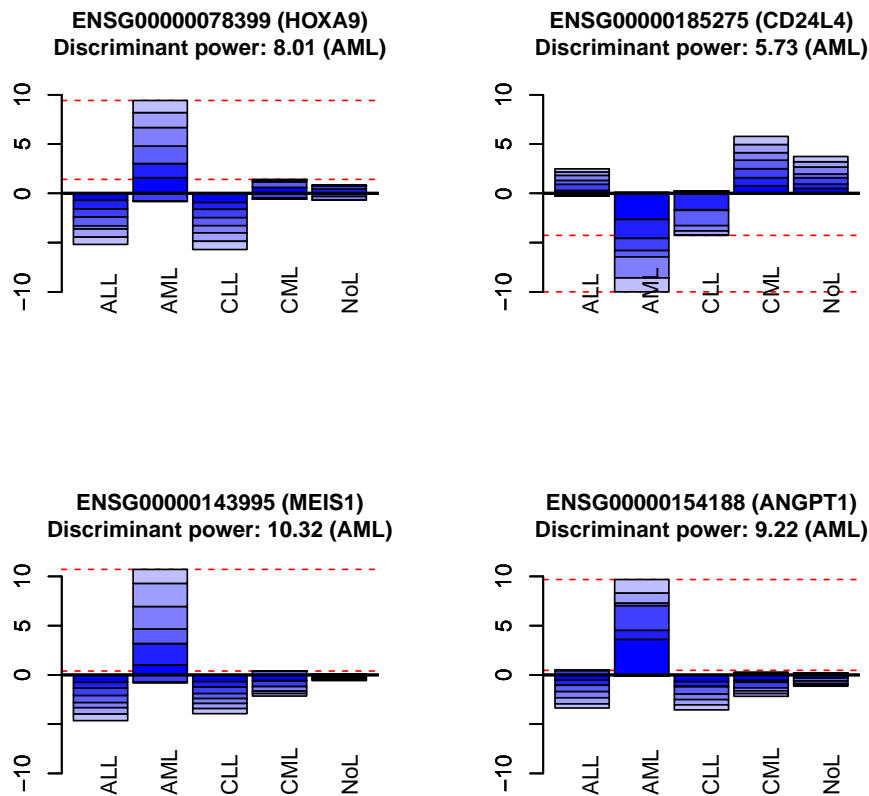 ENSG00000078399 (HOXA9)
Discriminant power: 8.01 (AML)
10
5
0
−10
ALL
AML
CLL
CML
NoL
ENSG00000185275 (CD24L4)
Discriminant power: 5.73 (AML)
10
5
0
−10
ALL
AML
CLL
CML
NoL
ENSG00000143995 (MEIS1)
Discriminant power: 10.32 (AML)
10
5
0
−10
ALL
AML
CLL
CML
NoL
ENSG00000154188 (ANGPT1)
Discriminant power: 9.22 (AML)
10
5
0
−10
ALL
AML
CLL
CML
NoL